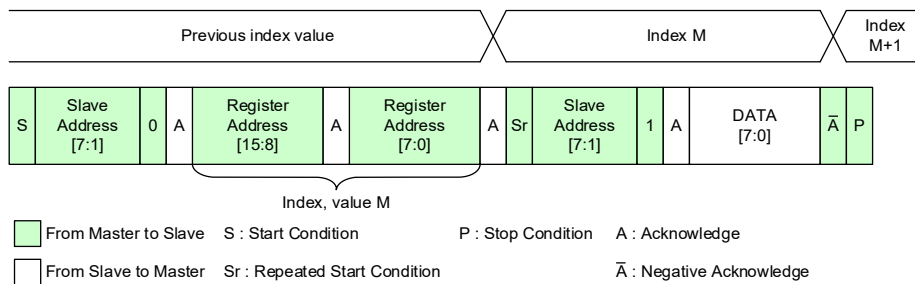 Previous index value
Index M
Index
M+1
S
Slave
Address
[7:1]
0
A
Register
Address
[15:8]
A
Register
Address
[7:0]
A
Sr
Slave
Address
[7:1]
1
A
DATA
[7:0]
A̅
P
Index, value M
From Master to Slave
S : Start Condition
P : Stop Condition
A : Acknowledge
From Slave to Master
Sr : Repeated Start Condition
A̅ : Negative Acknowledge